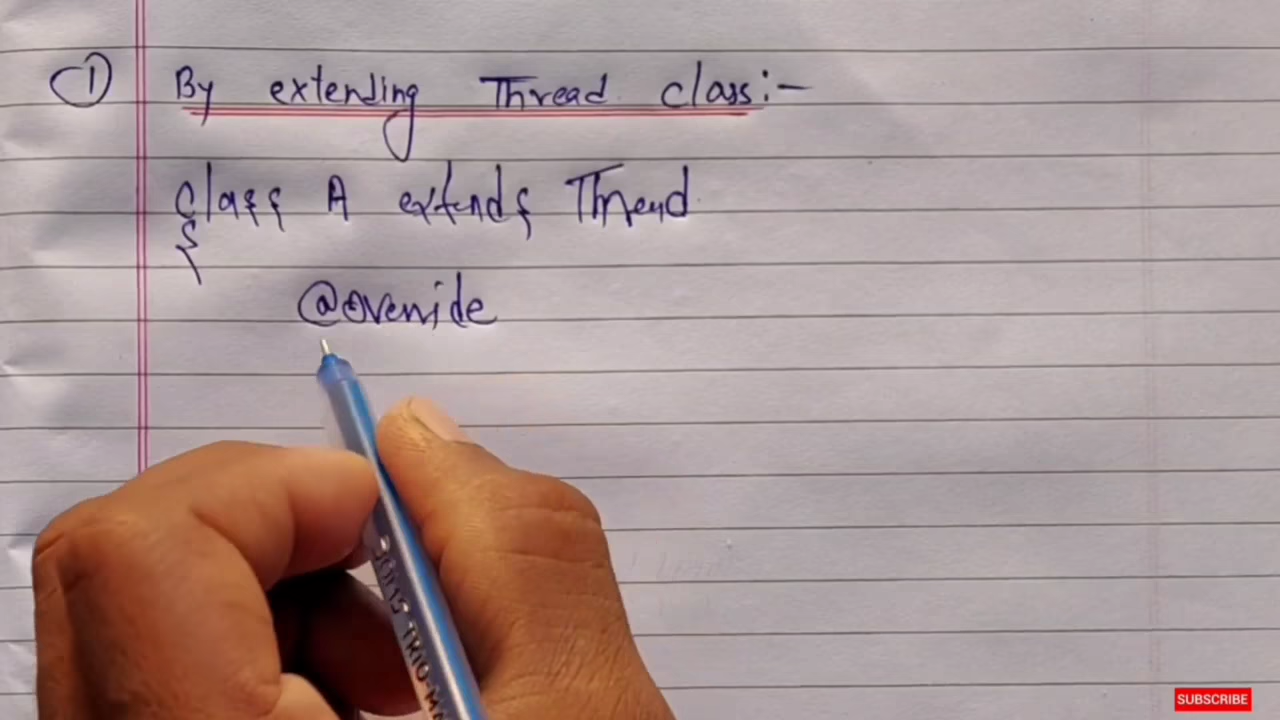 ① By extending Thread class:-
class A extends Thread
{
@override
SUBSCRIBE